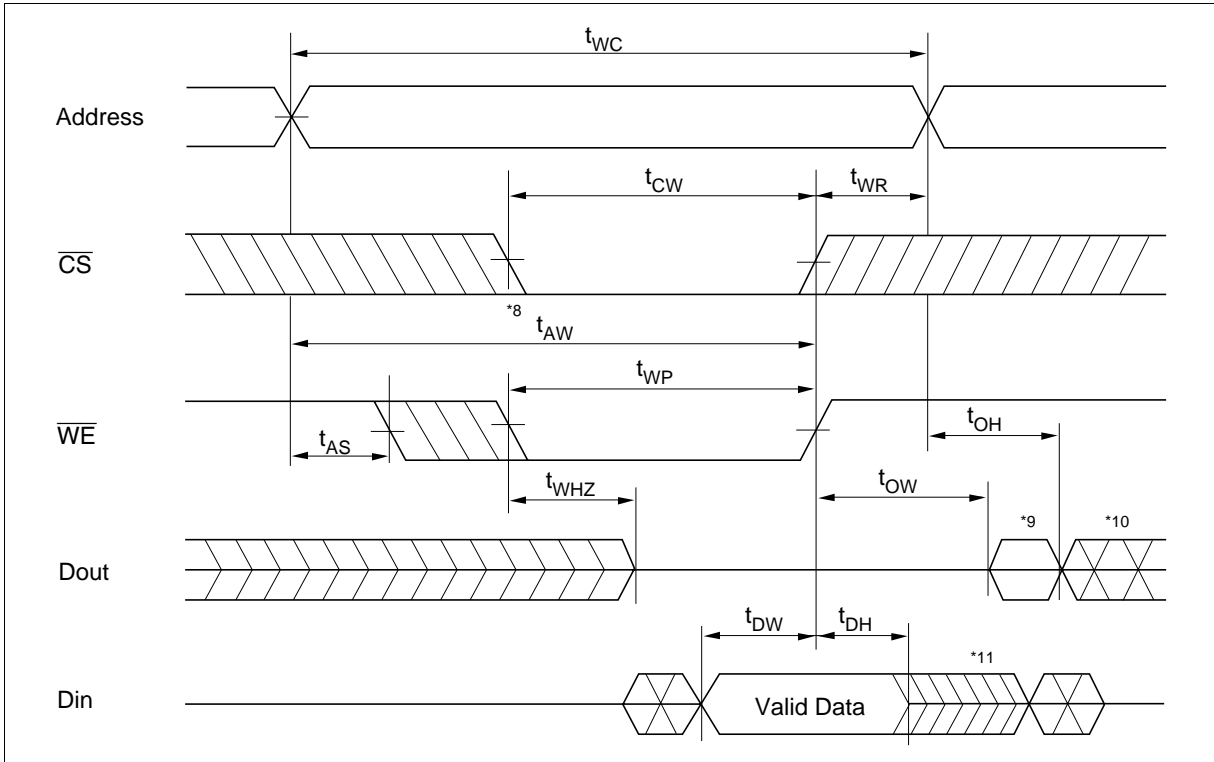 tWC
Address
tCW
tWR
CS
*8
tAW
tWP
WE
tAS
tOH
tWHZ
tOW
*9
*10
Dout
tDW
tDH
*11
Din
Valid Data